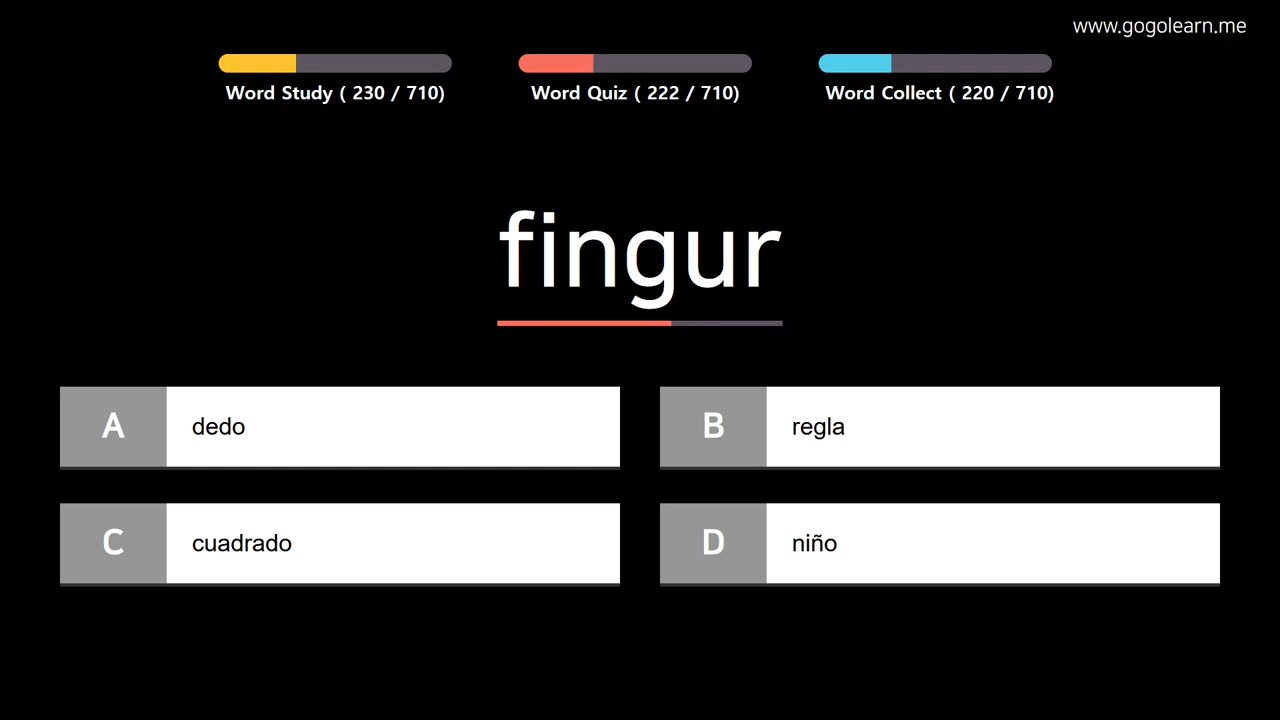 www.gogolearn.me
Word Study ( 230 / 710)
Word Quiz ( 222 / 710)
Word Collect ( 220 / 710)
fingur
A dedo
B regla
C cuadrado
D niño